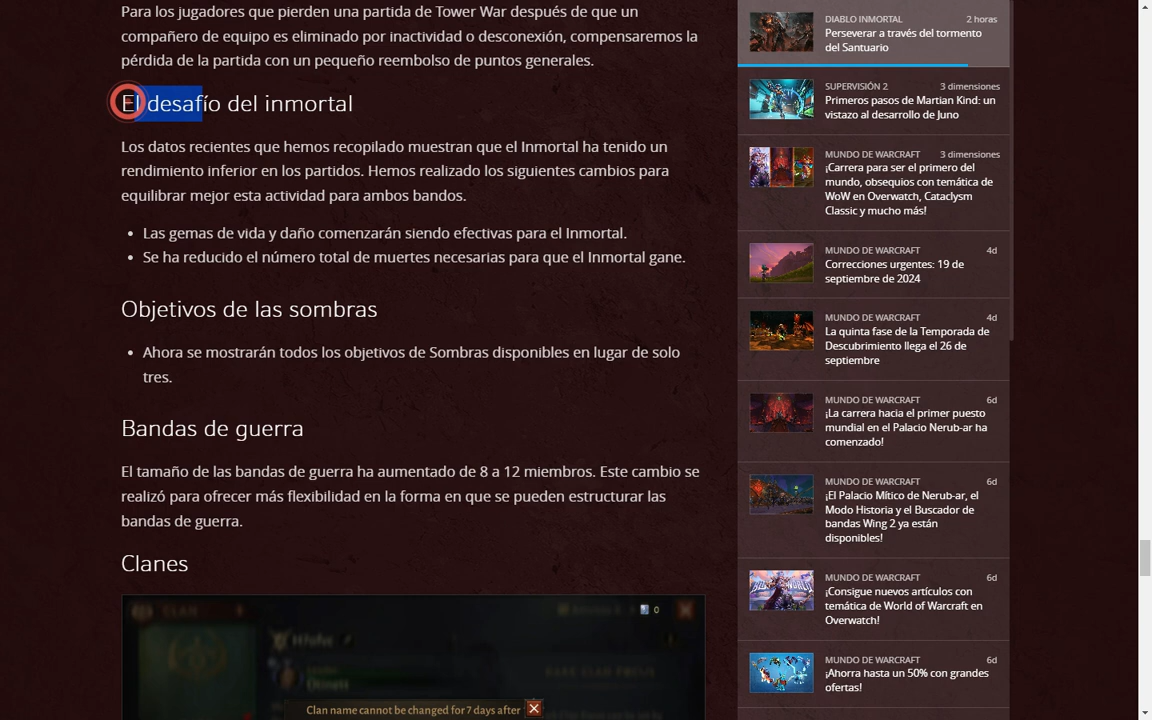 Para los jugadores que pierden una partida de Tower War después de que un
compañero de equipo es eliminado por inactividad o desconexión, compensaremos la
pérdida de la partida con un pequeño reembolso de puntos generales.
El desafío del inmortal
Los datos recientes que hemos recopilado muestran que el Inmortal ha tenido un
rendimiento inferior en los partidos. Hemos realizado los siguientes cambios para
equilibrar mejor esta actividad para ambos bandos.
• Las gemas de vida y daño comenzarán siendo efectivas para el Inmortal.
• Se ha reducido el número total de muertes necesarias para que el Inmortal gane.
Objetivos de las sombras
• Ahora se mostrarán todos los objetivos de Sombras disponibles en lugar de solo
tres.
Bandas de guerra
El tamaño de las bandas de guerra ha aumentado de 8 a 12 miembros. Este cambio se
realizó para ofrecer más flexibilidad en la forma en que se pueden estructurar las
bandas de guerra.
Clanes
CLAN
0
Clan name cannot be changed for 7 days after
DIABLO INMORTAL 2 horas
Perseverar a través del tormento
del Santuario
SUPERVISIÓN 2 3 dimensiones
Primeros pasos de Martian Kind: un
vistazo al desarrollo de Juno
MUNDO DE WARCRAFT 3 dimensiones
¡Carrera para ser el primero del
mundo, obsequios con temática de
WoW en Overwatch, Cataclysm
Classic y mucho más!
MUNDO DE WARCRAFT 4d
Correcciones urgentes: 19 de
septiembre de 2024
MUNDO DE WARCRAFT 4d
La quinta fase de la Temporada de
Descubrimiento llega el 26 de
septiembre
MUNDO DE WARCRAFT 6d
¡La carrera hacia el primer puesto
mundial en el Palacio Nerub-ar ha
comenzado!
MUNDO DE WARCRAFT 6d
¡El Palacio Mítico de Nerub-ar, el
Modo Historia y el Buscador de
bandas Wing 2 ya están
disponibles!
MUNDO DE WARCRAFT 6d
¡Consigue nuevos artículos con
temática de World of Warcraft en
Overwatch!
MUNDO DE WARCRAFT 6d
¡Ahorra hasta un 50% con grandes
ofertas!